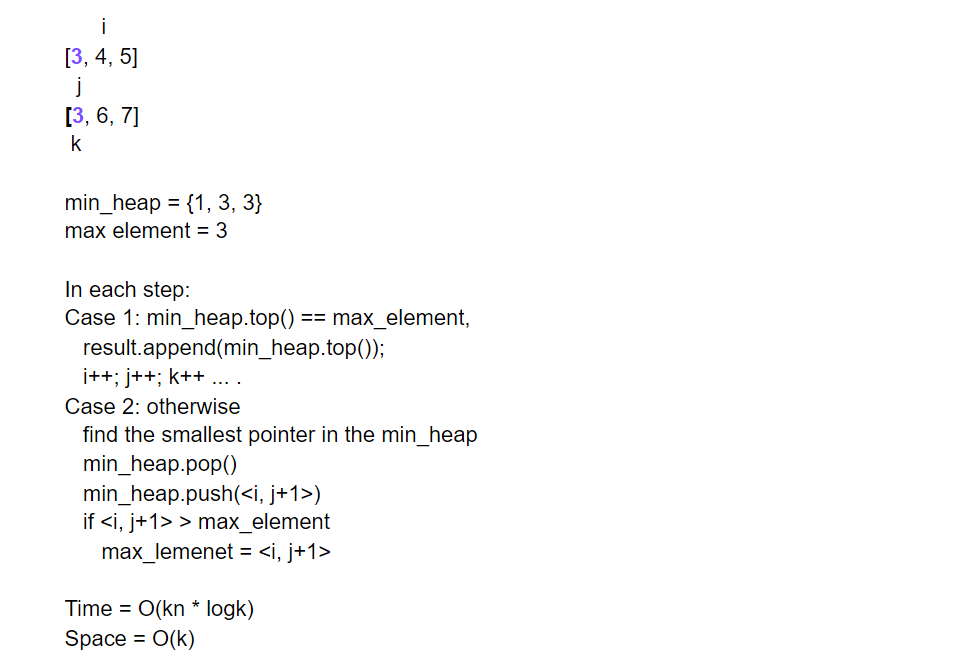 i
[3, 4, 5]
j
[3, 6, 7]
k
min_heap = {1, 3, 3}
max element = 3
In each step:
Case 1: min_heap.top() == max_element,
result.append(min_heap.top());
i++; j++; k++ ... .
Case 2: otherwise
find the smallest pointer in the min_heap
min_heap.pop()
min_heap.push(<i, j+1>)
if <i, j+1> > max_element
max_lemenet = <i, j+1>
Time = O(kn * logk)
Space = O(k)